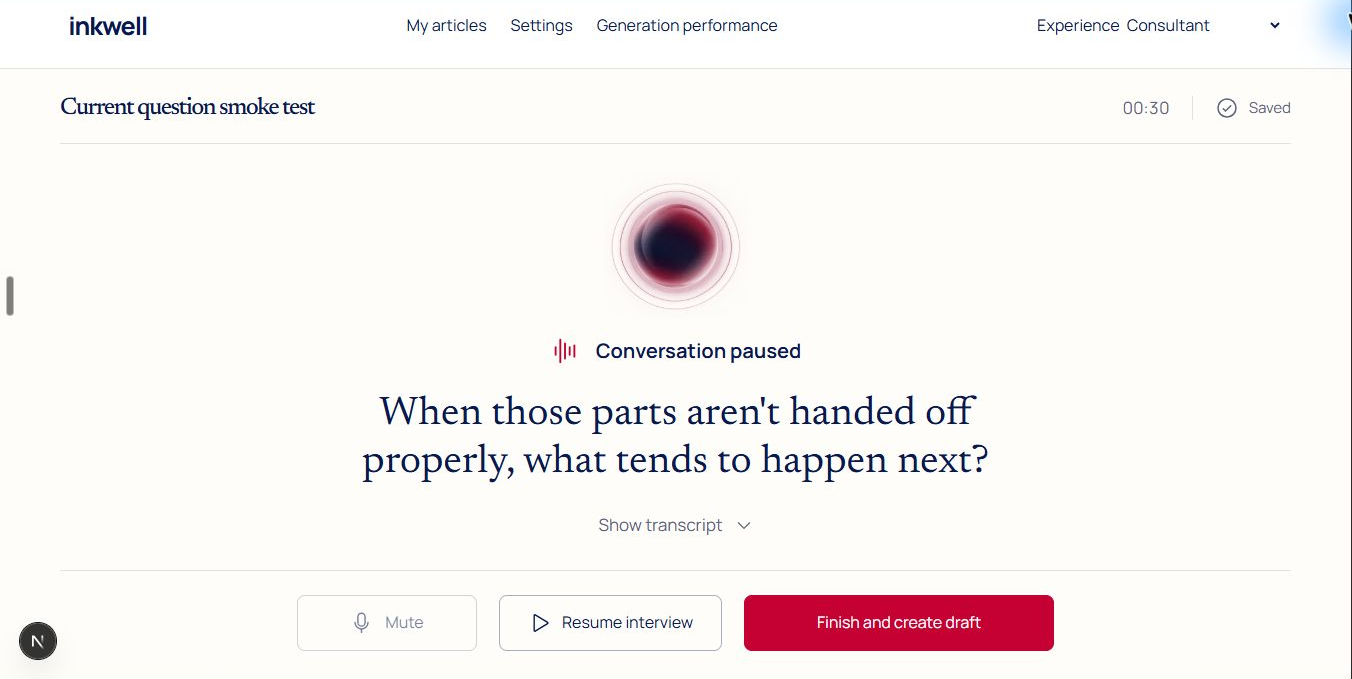 inkwell
My articles Settings Generation performance
Experience Consultant
Current question smoke test
00:30
Saved
Conversation paused
When those parts aren't handed off
properly, what tends to happen next?
Show transcript
Mute
Resume interview
Finish and create draft
N